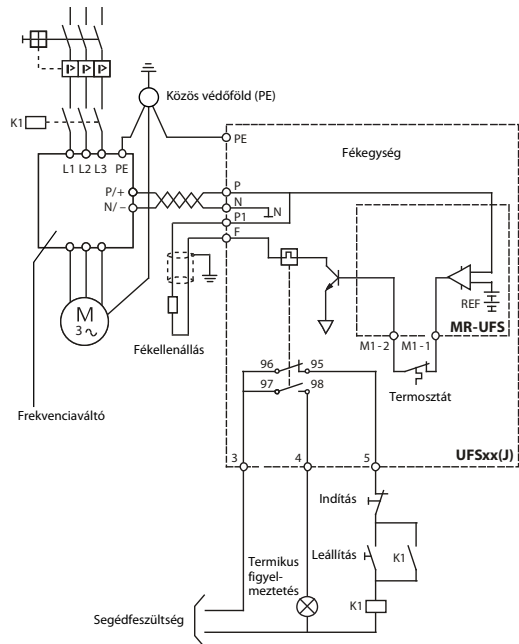 K1
L1 L2 L3 PE
Közös védőföld (PE)
PE
Fékegység
P/+
N/–
P
N
N
P1
F
M
3~
Fékellenállás
Frekvenciaváltó
REF
MR-UFS
M1-2 M1-1
Termosztát
96 95
97 98
UFSxx(J)
3 4 5
Indítás
Leállítás
K1
Termikus
figyel-
meztetés
K1
Segédfeszültség